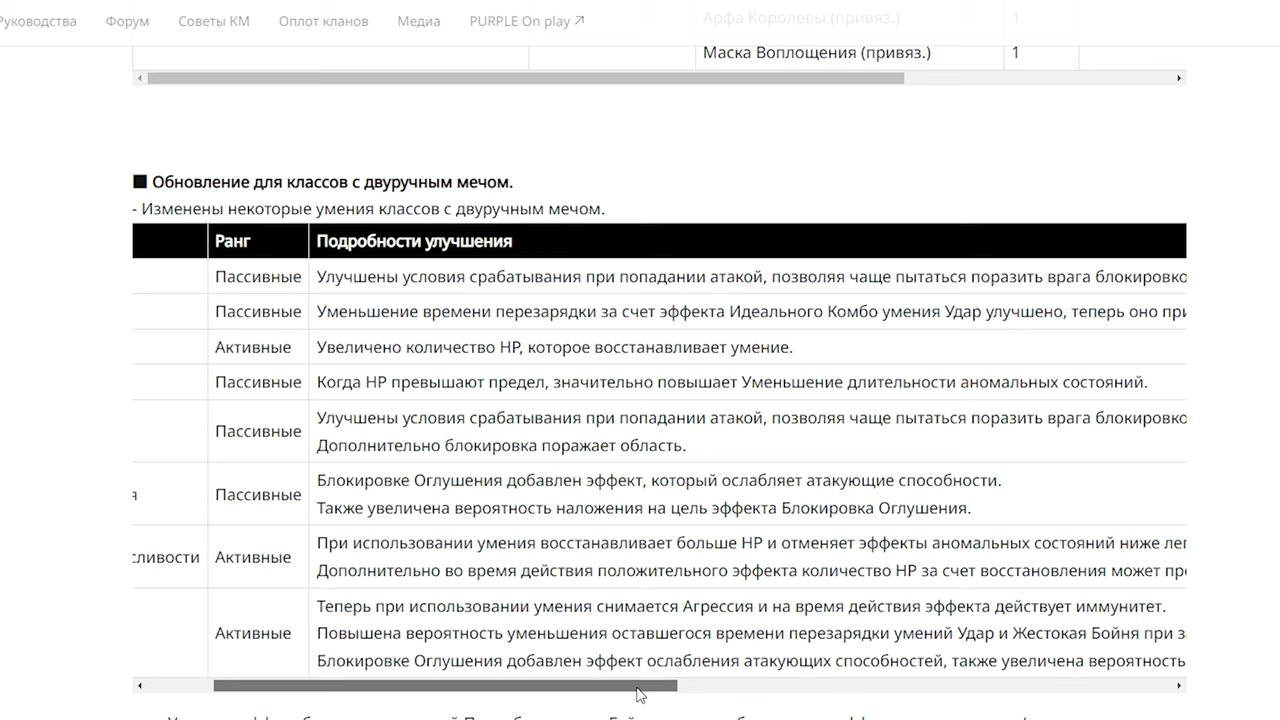 Руководства Форум Советы КМ Оплот кланов Медиа PURPLE On play ↗
Арфа Королевы (привяз.) 1
Маска Воплощения (привяз.) 1
■ Обновление для классов с двуручным мечом.
- Изменены некоторые умения классов с двуручным мечом.
Ранг Подробности улучшения
Пассивные Улучшены условия срабатывания при попадании атакой, позволяя чаще пытаться поразить врага блокировко
Пассивные Уменьшение времени перезарядки за счет эффекта Идеального Комбо умения Удар улучшено, теперь оно при
Активные Увеличено количество HP, которое восстанавливает умение.
Пассивные Когда HP превышают предел, значительно повышает Уменьшение длительности аномальных состояний.
Пассивные Улучшены условия срабатывания при попадании атакой, позволяя чаще пытаться поразить врага блокировко
Дополнительно блокировка поражает область.
я Пассивные Блокировке Оглушения добавлен эффект, который ослабляет атакующие способности.
Также увеличена вероятность наложения на цель эффекта Блокировка Оглушения.
сливости Активные При использовании умения восстанавливает больше HP и отменяет эффекты аномальных состояний ниже лег
Дополнительно во время действия положительного эффекта количество HP за счет восстановления может пре
Активные Теперь при использовании умения снимается Агрессия и на время действия эффекта действует иммунитет.
Повышена вероятность уменьшения оставшегося времени перезарядки умений Удар и Жестокая Бойня при за
Блокировке Оглушения добавлен эффект ослабления атакующих способностей, также увеличена вероятность